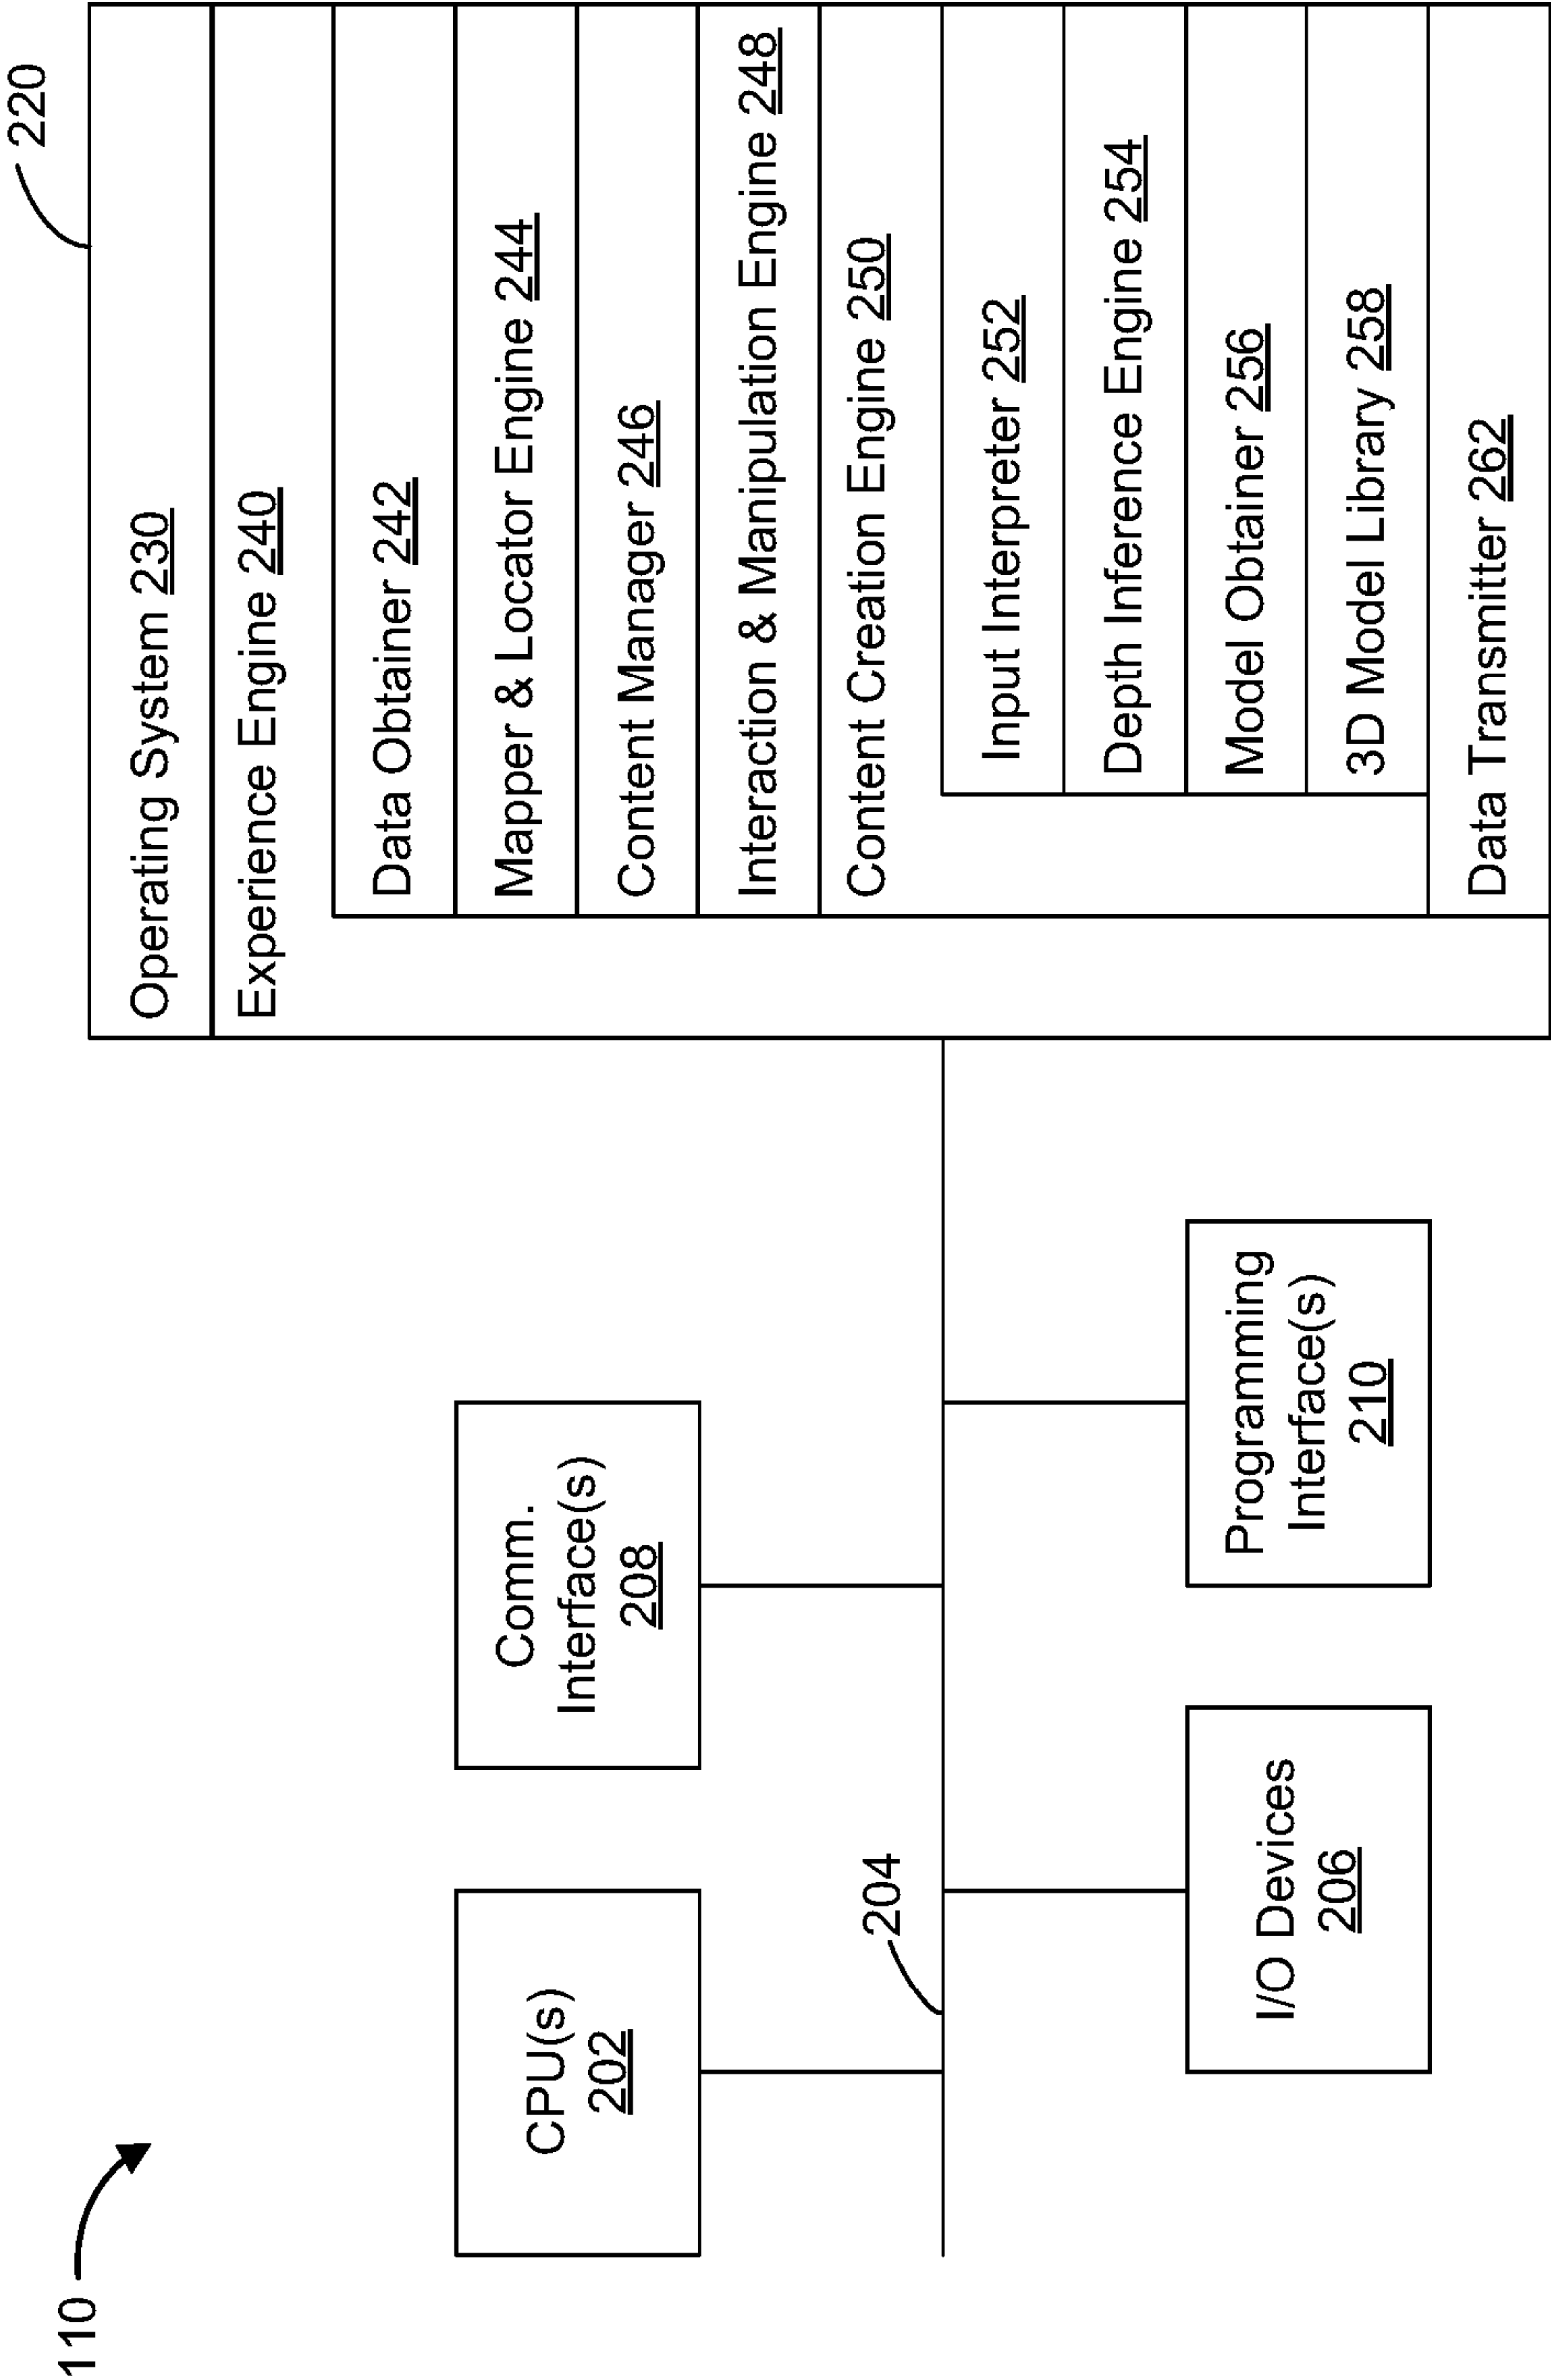 110
220
CPU(s)
202
Comm.
Interface(s)
208
204
I/O Devices
206
Programming
Interface(s)
210
Operating System 230
Experience Engine 240
Data Obtainer 242
Mapper & Locator Engine 244
Content Manager 246
Interaction & Manipulation Engine 248
Content Creation Engine 250
Input Interpreter 252
Depth Inference Engine 254
Model Obtainer 256
3D Model Library 258
Data Transmitter 262